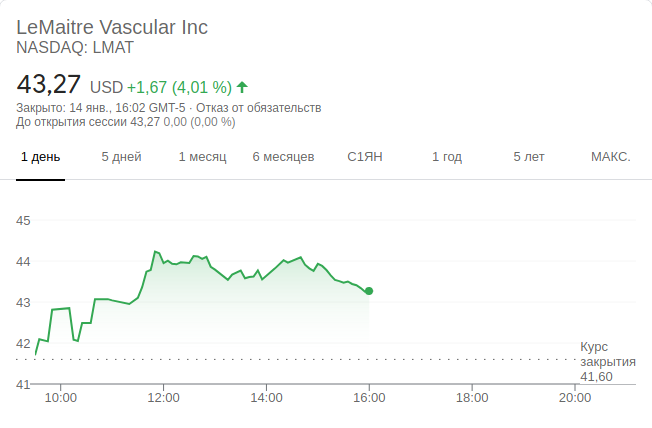 LeMaitre Vascular Inc
NASDAQ: LMAT
43,27 USD +1,67 (4,01 %)
Закрыто: 14 янв., 16:02 GMT-5 · Отказ от обязательств
До открытия сессии 43,27 0,00 (0,00 %)
1 день 5 дней 1 месяц 6 месяцев С1ЯН 1 год 5 лет МАКС.
45
44
43
42
41
Курс
закрытия
41,60
10:00 12:00 14:00 16:00 18:00 20:00